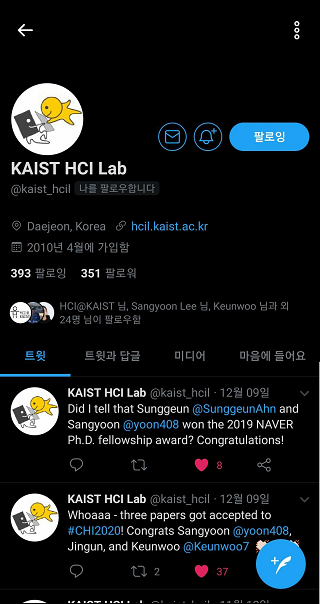 KAIST HCI Lab
@kaist_hcil 나를 팔로우합니다
팔로잉
Daejeon, Korea hcil.kaist.ac.kr
2010년 4월에 가입함
393 팔로잉 351 팔로워
HCI@KAIST 님, Sangyoon Lee 님, Keunwoo 님과 외
24명 님이 팔로우함
트윗 트윗과 답글 미디어 마음에 들어요
KAIST HCI Lab @kaist_hcil · 12월 09일
Did I tell that Sunggeun @SunggeunAhn and
Sangyoon @yoon408 won the 2019 NAVER
Ph.D. fellowship award? Congratulations!
8
KAIST HCI Lab @kaist_hcil · 12월 09일
Whoaaa - three papers got accepted to
#CHI2020! Congrats Sangyoon @yoon408,
Jingun, and Keunwoo @Keunwoo7
2 37